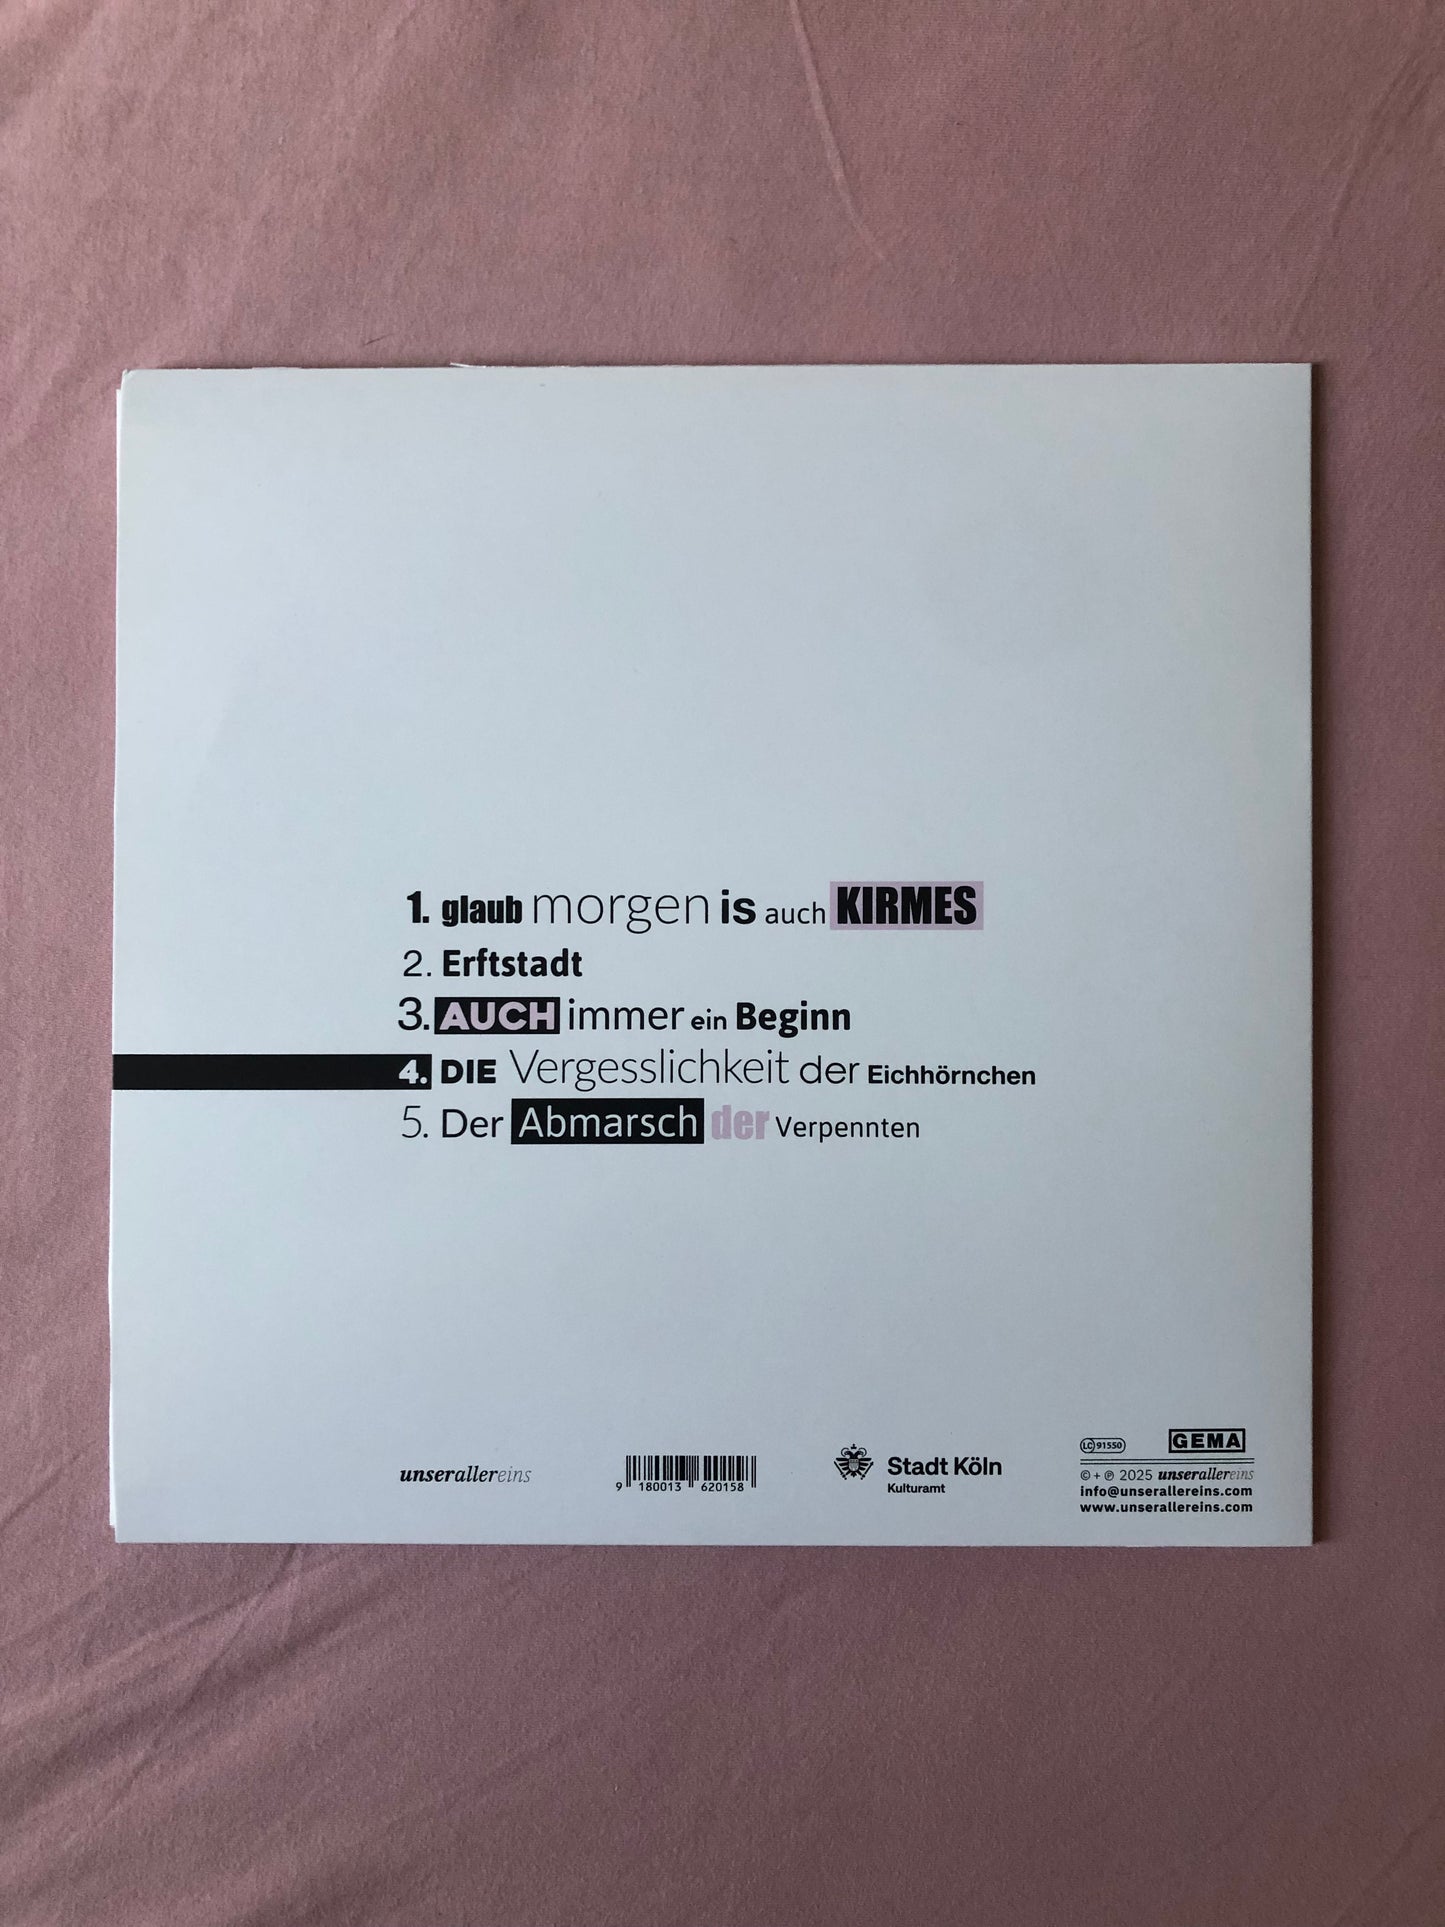 1. glaub morgen is auch KIRMES
2. Erftstadt
3. AUCH immer ein Beginn
4. DIE Vergesslichkeit der Eichhörnchen
5. Der Abmarsch der Verpennten
unserallereins
9 180013 620158
Stadt Köln
Kulturamt
LC 91550
GEMA
© + ℗ 2025 unserallereins
info@unserallereins.com
www.unserallereins.com